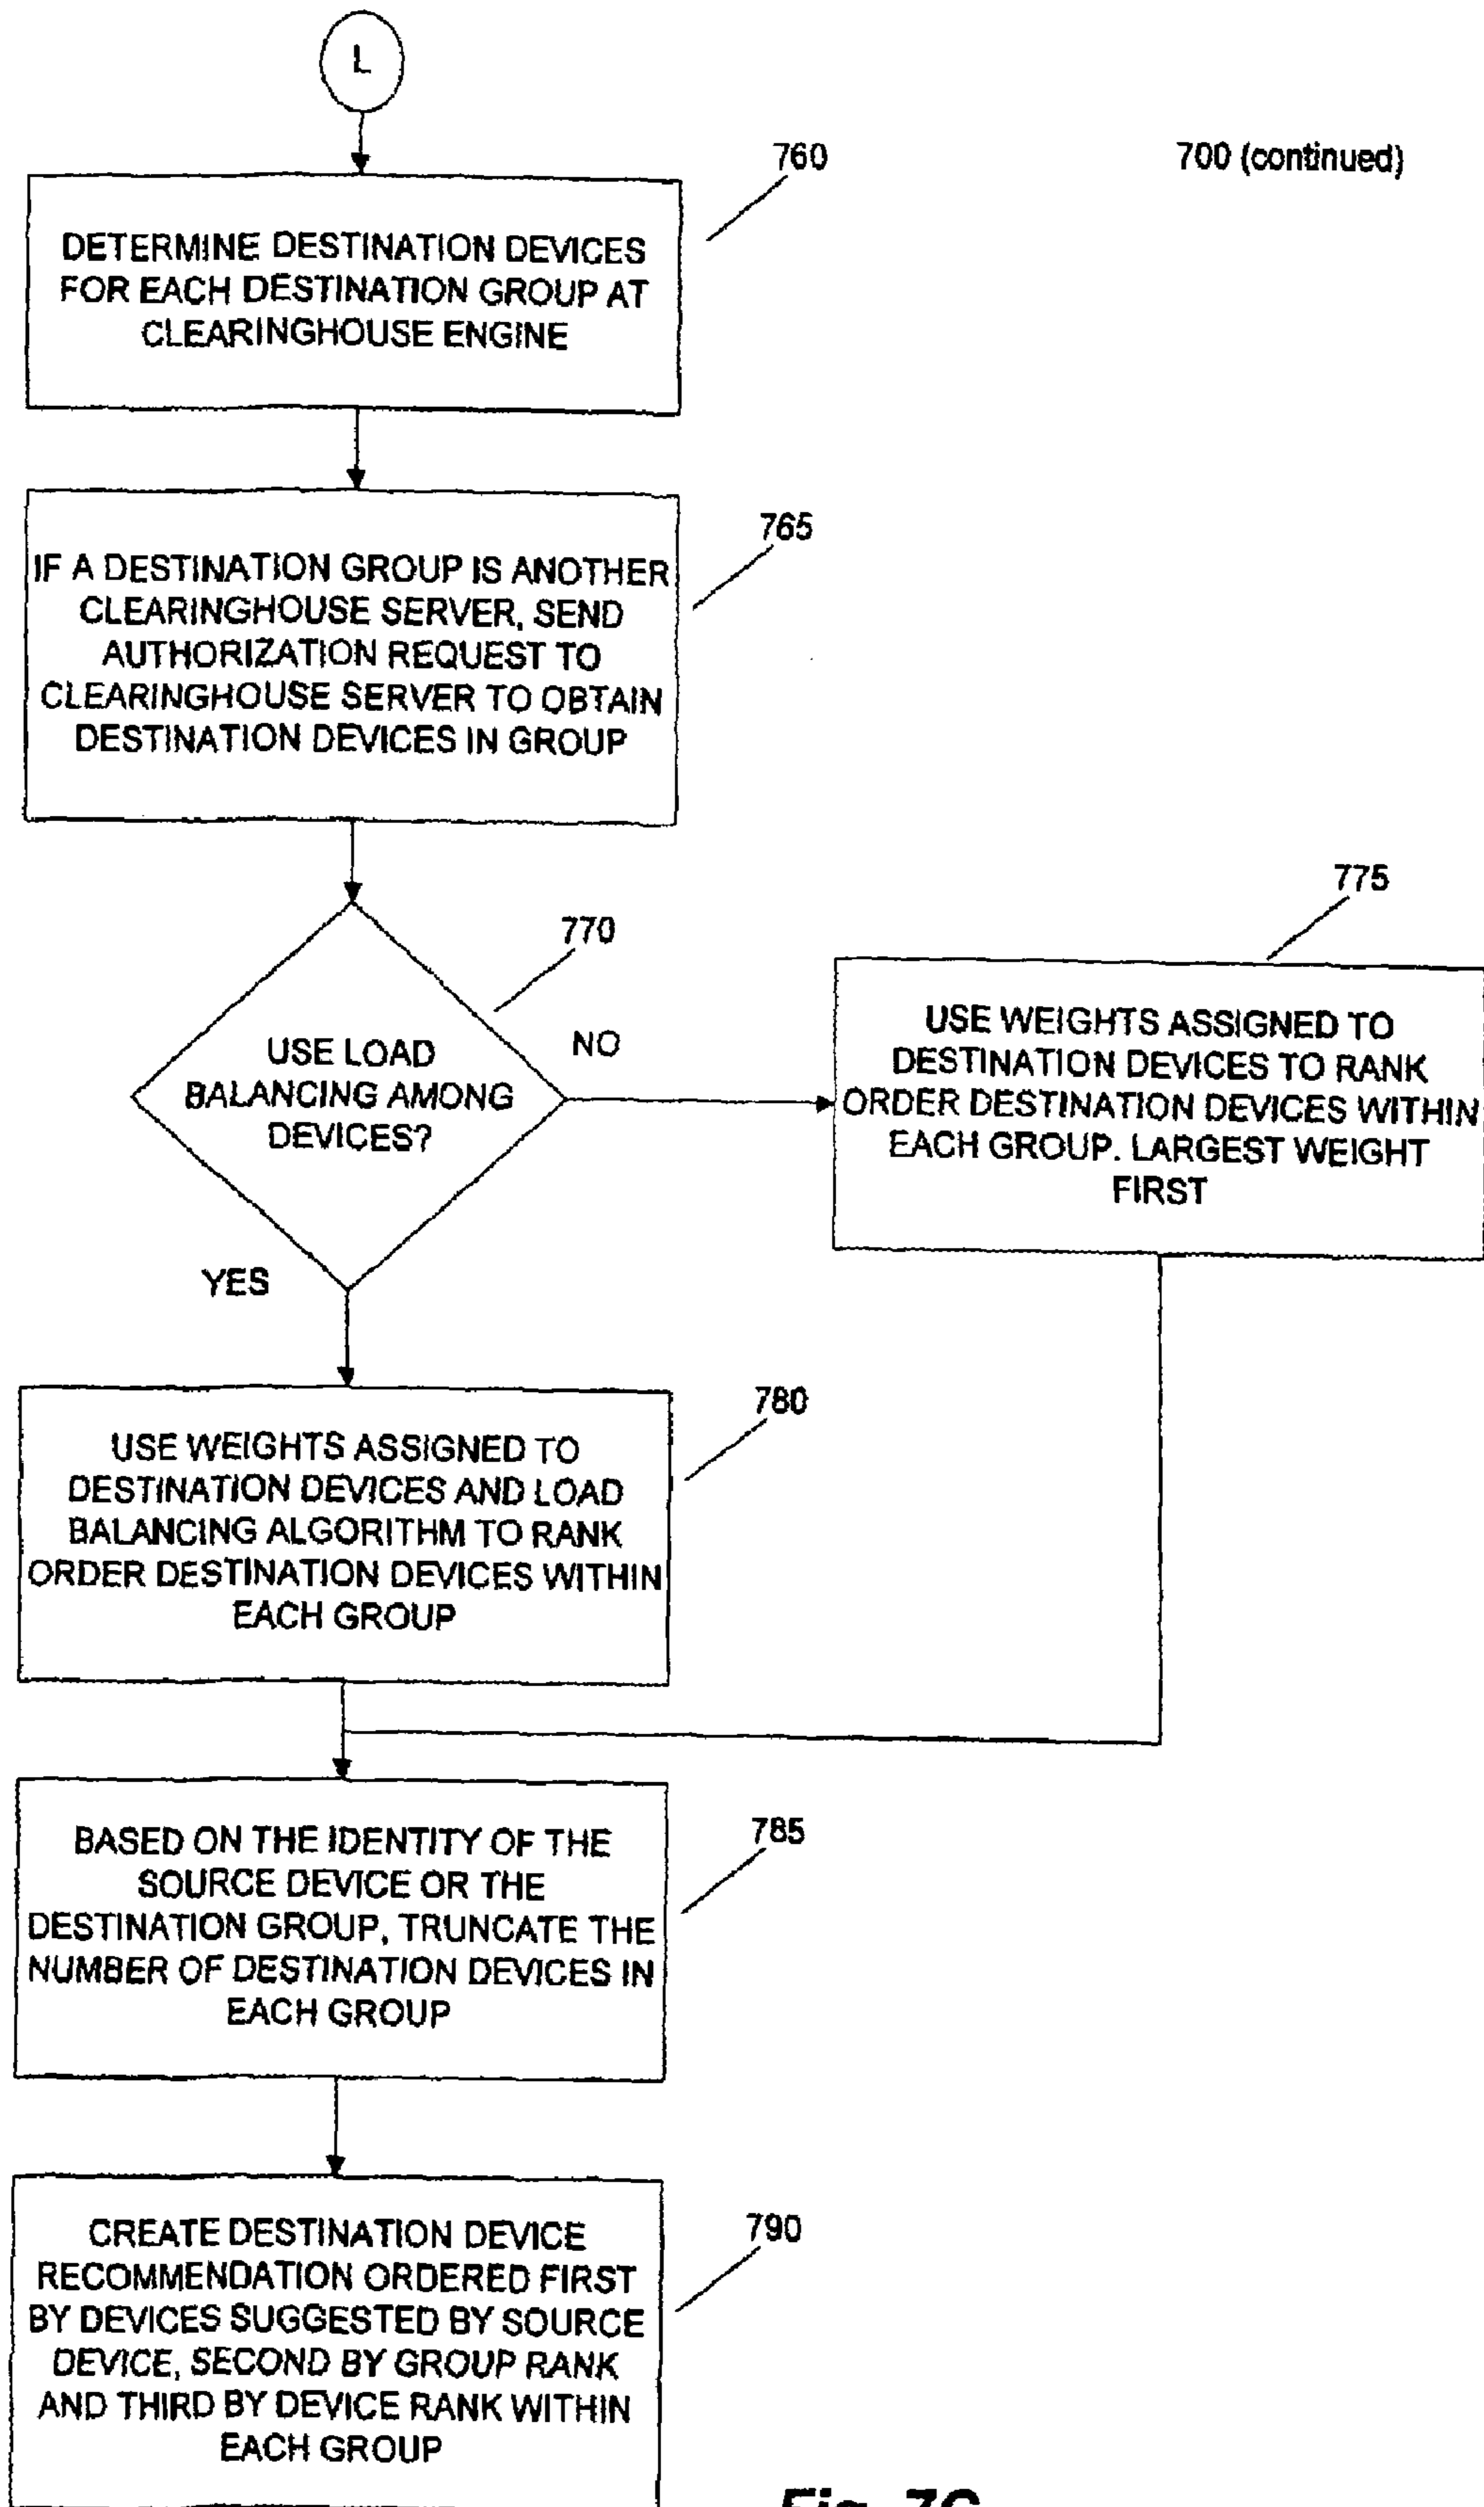 L
760
700 (continued)
DETERMINE DESTINATION DEVICES
FOR EACH DESTINATION GROUP AT
CLEARINGHOUSE ENGINE
765
IF A DESTINATION GROUP IS ANOTHER
CLEARINGHOUSE SERVER, SEND
AUTHORIZATION REQUEST TO
CLEARINGHOUSE SERVER TO OBTAIN
DESTINATION DEVICES IN GROUP
770
USE LOAD
BALANCING AMONG
DEVICES?
NO
YES
775
USE WEIGHTS ASSIGNED TO
DESTINATION DEVICES TO RANK
ORDER DESTINATION DEVICES WITHIN
EACH GROUP. LARGEST WEIGHT
FIRST
780
USE WEIGHTS ASSIGNED TO
DESTINATION DEVICES AND LOAD
BALANCING ALGORITHM TO RANK
ORDER DESTINATION DEVICES WITHIN
EACH GROUP
785
BASED ON THE IDENTITY OF THE
SOURCE DEVICE OR THE
DESTINATION GROUP, TRUNCATE THE
NUMBER OF DESTINATION DEVICES IN
EACH GROUP
790
CREATE DESTINATION DEVICE
RECOMMENDATION ORDERED FIRST
BY DEVICES SUGGESTED BY SOURCE
DEVICE, SECOND BY GROUP RANK
AND THIRD BY DEVICE RANK WITHIN
EACH GROUP